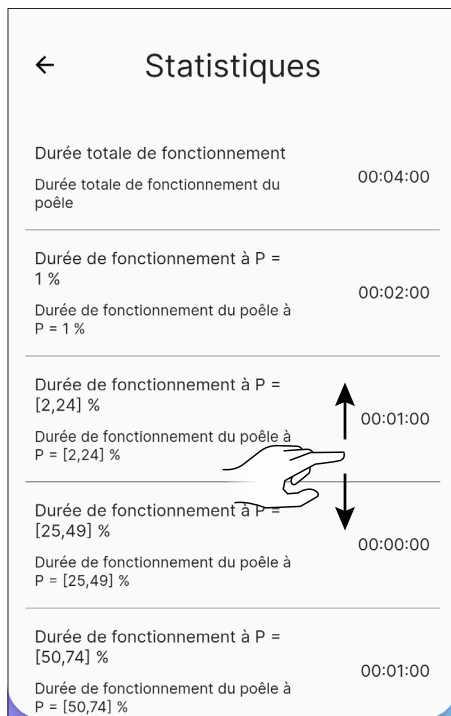 Statistiques
Durée totale de fonctionnement
Durée totale de fonctionnement du
poêle
00:04:00
Durée de fonctionnement à P =
1 %
Durée de fonctionnement du poêle à
P = 1 %
00:02:00
Durée de fonctionnement à P =
[2,24] %
Durée de fonctionnement du poêle à
P = [2,24] %
00:01:00
Durée de fonctionnement à P =
[25,49] %
Durée de fonctionnement du poêle à
P = [25,49] %
00:00:00
Durée de fonctionnement à P =
[50,74] %
Durée de fonctionnement du poêle à
P = [50,74] %
00:01:00